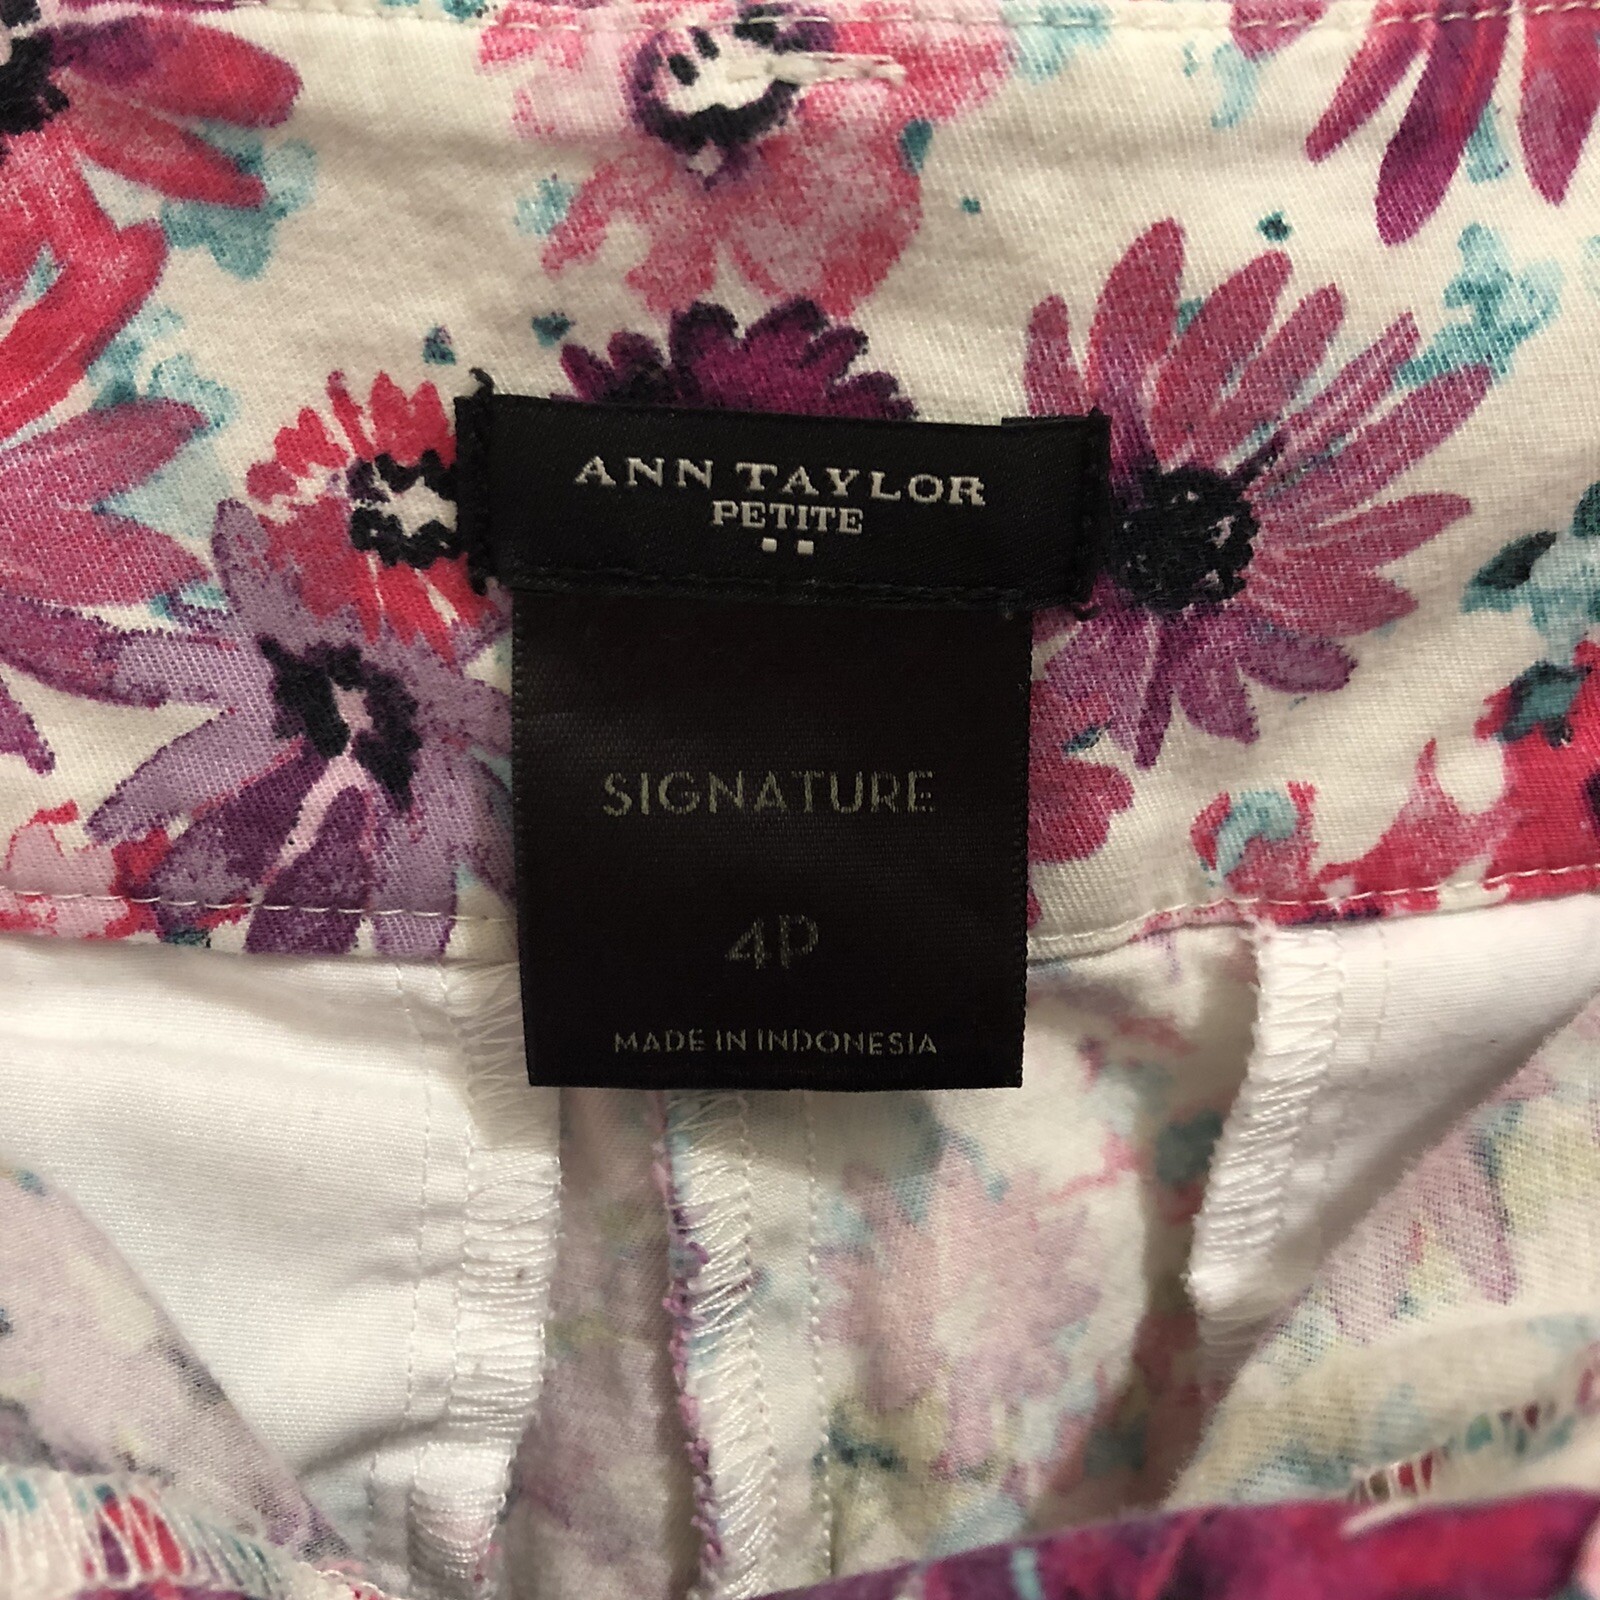 ANN TAYLOR
PETITE
SIGNATURE
4P
MADE IN INDONESIA